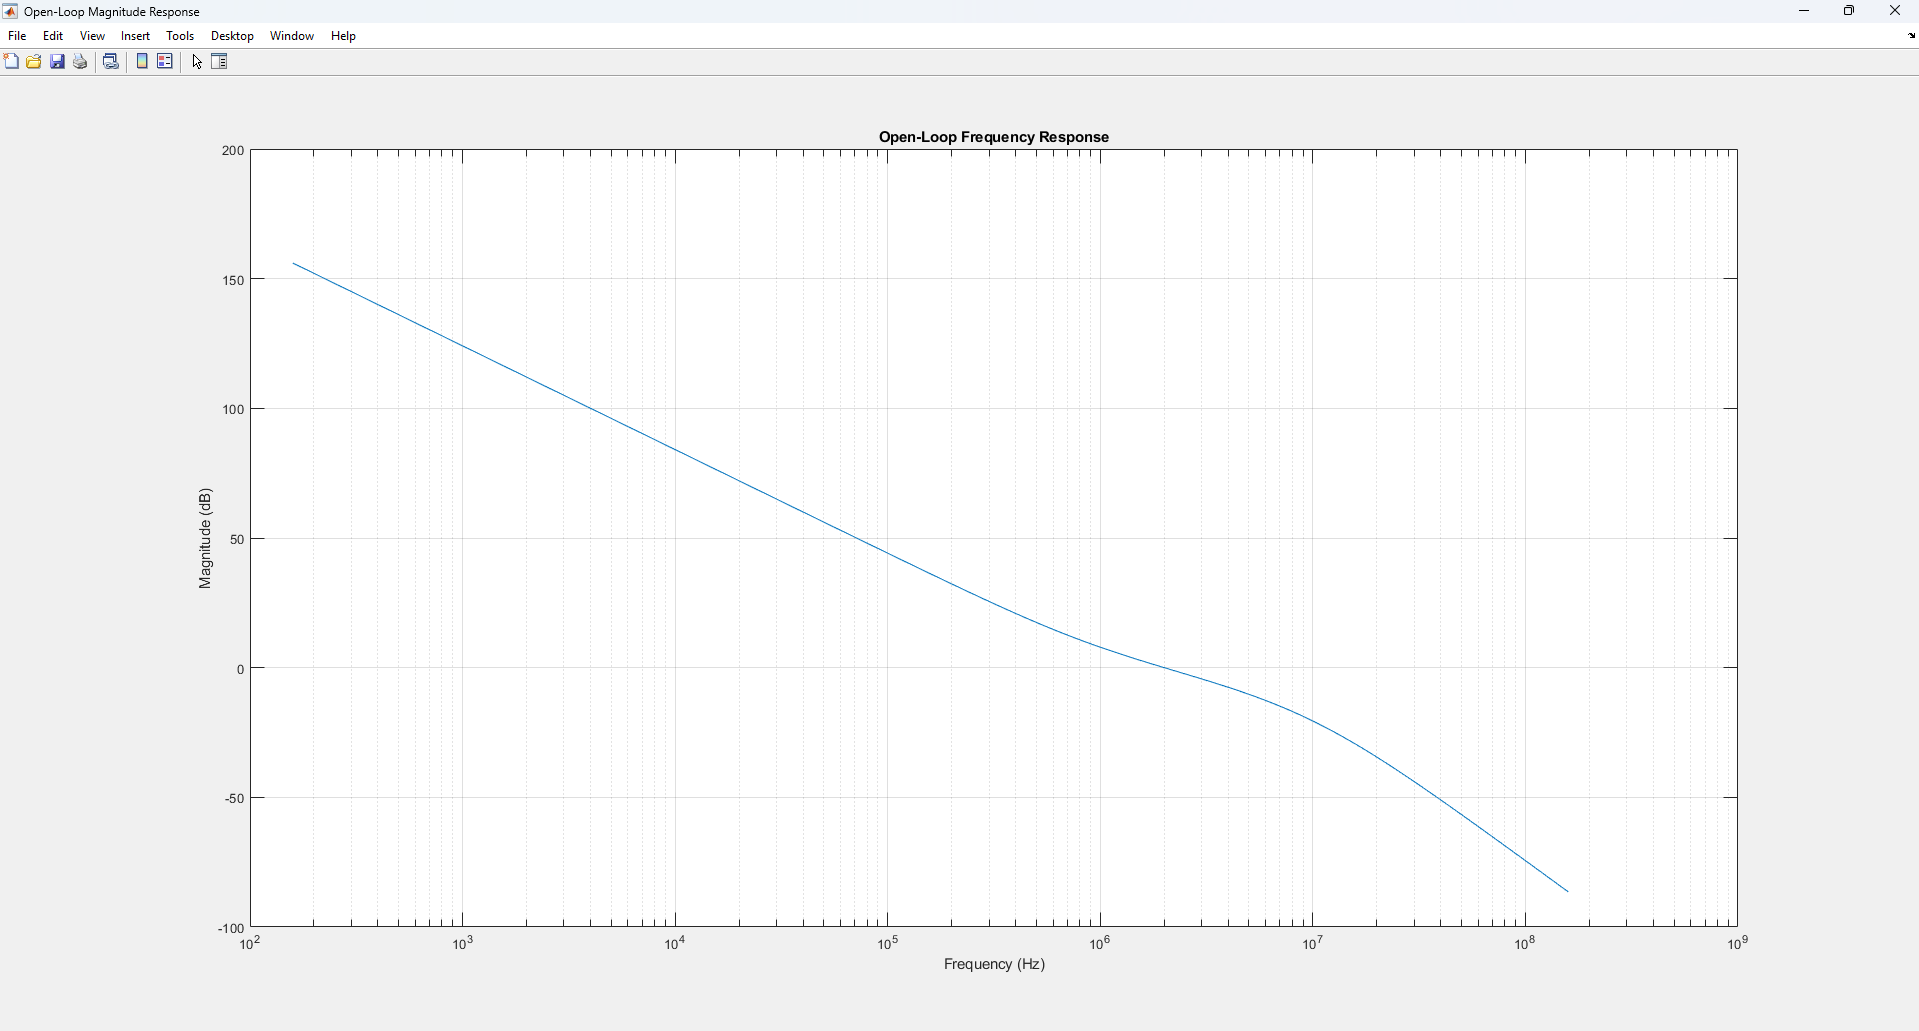 Open-Loop Magnitude Response
File Edit View Insert Tools Desktop Window Help
Open-Loop Frequency Response
200
150
100
50
0
-50
-100
Magnitude (dB)
10² 10³ 10⁴ 10⁵ 10⁶ 10⁷ 10⁸ 10⁹
Frequency (Hz)